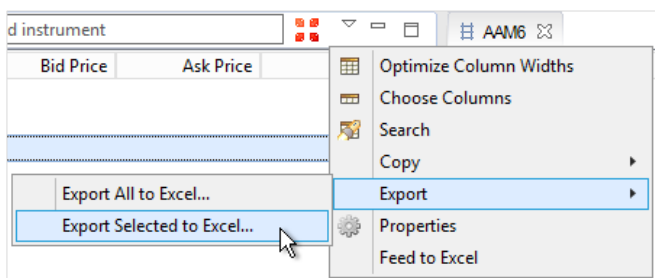 d instrument
AAM6
Bid Price
Ask Price
Optimize Column Widths
Choose Columns
Search
Copy
Export
Properties
Feed to Excel
Export All to Excel...
Export Selected to Excel...